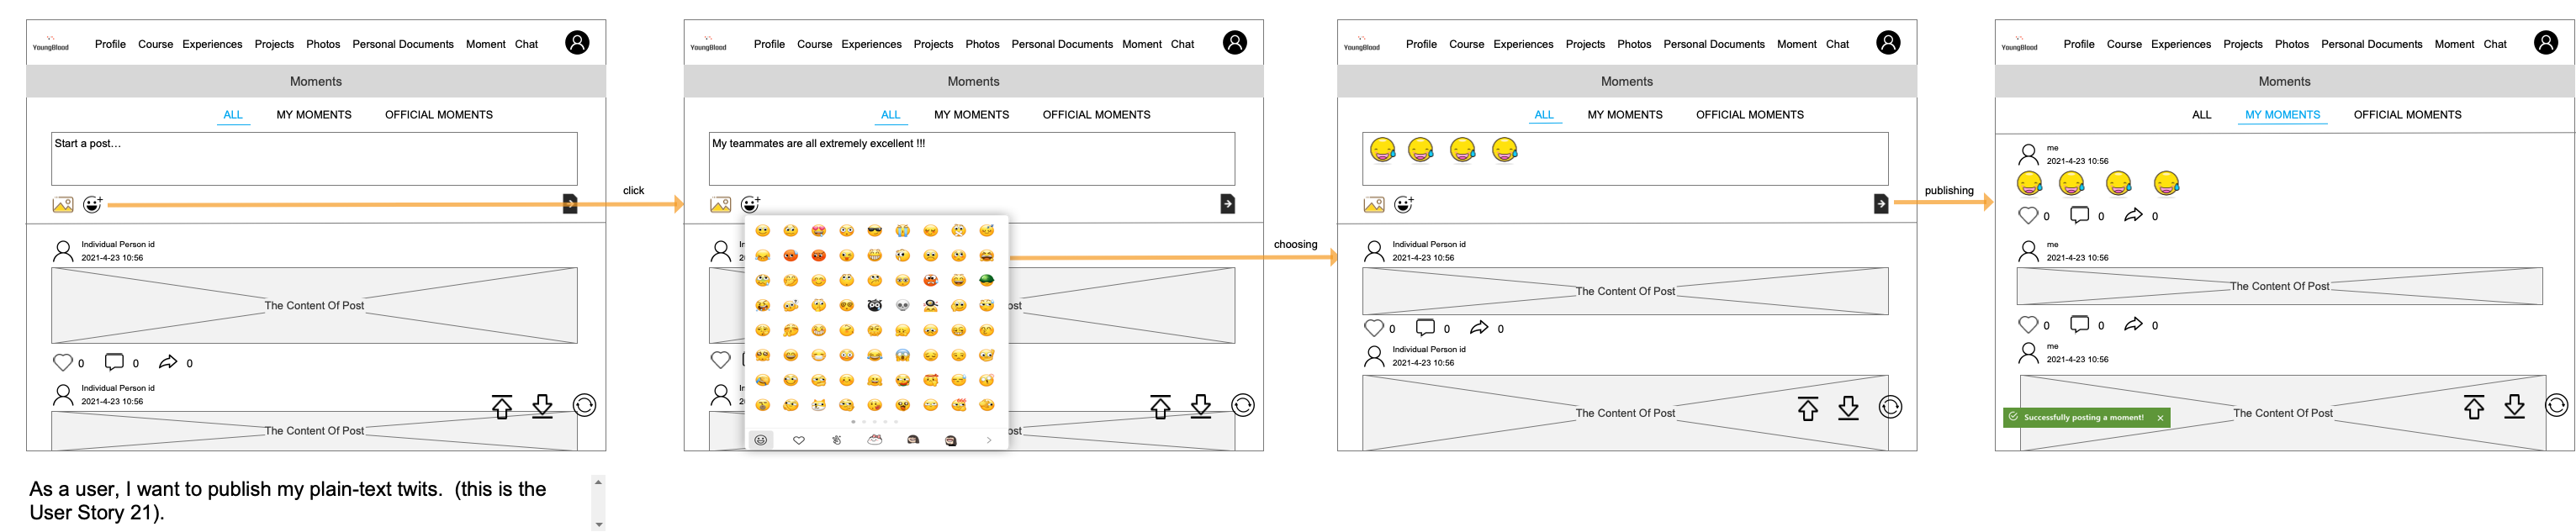 YoungBlood Profile Course Experiences Projects Photos Personal Documents Moment Chat
Moments
ALL MY MOMENTS OFFICIAL MOMENTS
Start a post...
Individual Person id
2021-4-23 10:56
The Content Of Post
0 0 0
Individual Person id
2021-4-23 10:56
The Content Of Post
click
YoungBlood Profile Course Experiences Projects Photos Personal Documents Moment Chat
Moments
ALL MY MOMENTS OFFICIAL MOMENTS
My teammates are all extremely excellent !!!
In
20
ost
In
2
ost
choosing
YoungBlood Profile Course Experiences Projects Photos Personal Documents Moment Chat
Moments
ALL MY MOMENTS OFFICIAL MOMENTS
Individual Person id
2021-4-23 10:56
The Content Of Post
0 0 0
Individual Person id
2021-4-23 10:56
The Content Of Post
publishing
YoungBlood Profile Course Experiences Projects Photos Personal Documents Moment Chat
Moments
ALL MY MOMENTS OFFICIAL MOMENTS
me
2021-4-23 10:56
0 0 0
me
2021-4-23 10:56
The Content Of Post
0 0 0
me
2021-4-23 10:56
The Content Of Post
Successfully posting a moment! ×
As a user, I want to publish my plain-text twits. (this is the
User Story 21).